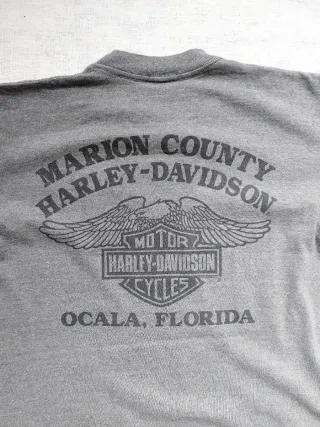 MARION COUNTY
HARLEY-DAVIDSON
MOTOR
HARLEY-DAVIDSON
CYCLES
OCALA, FLORIDA